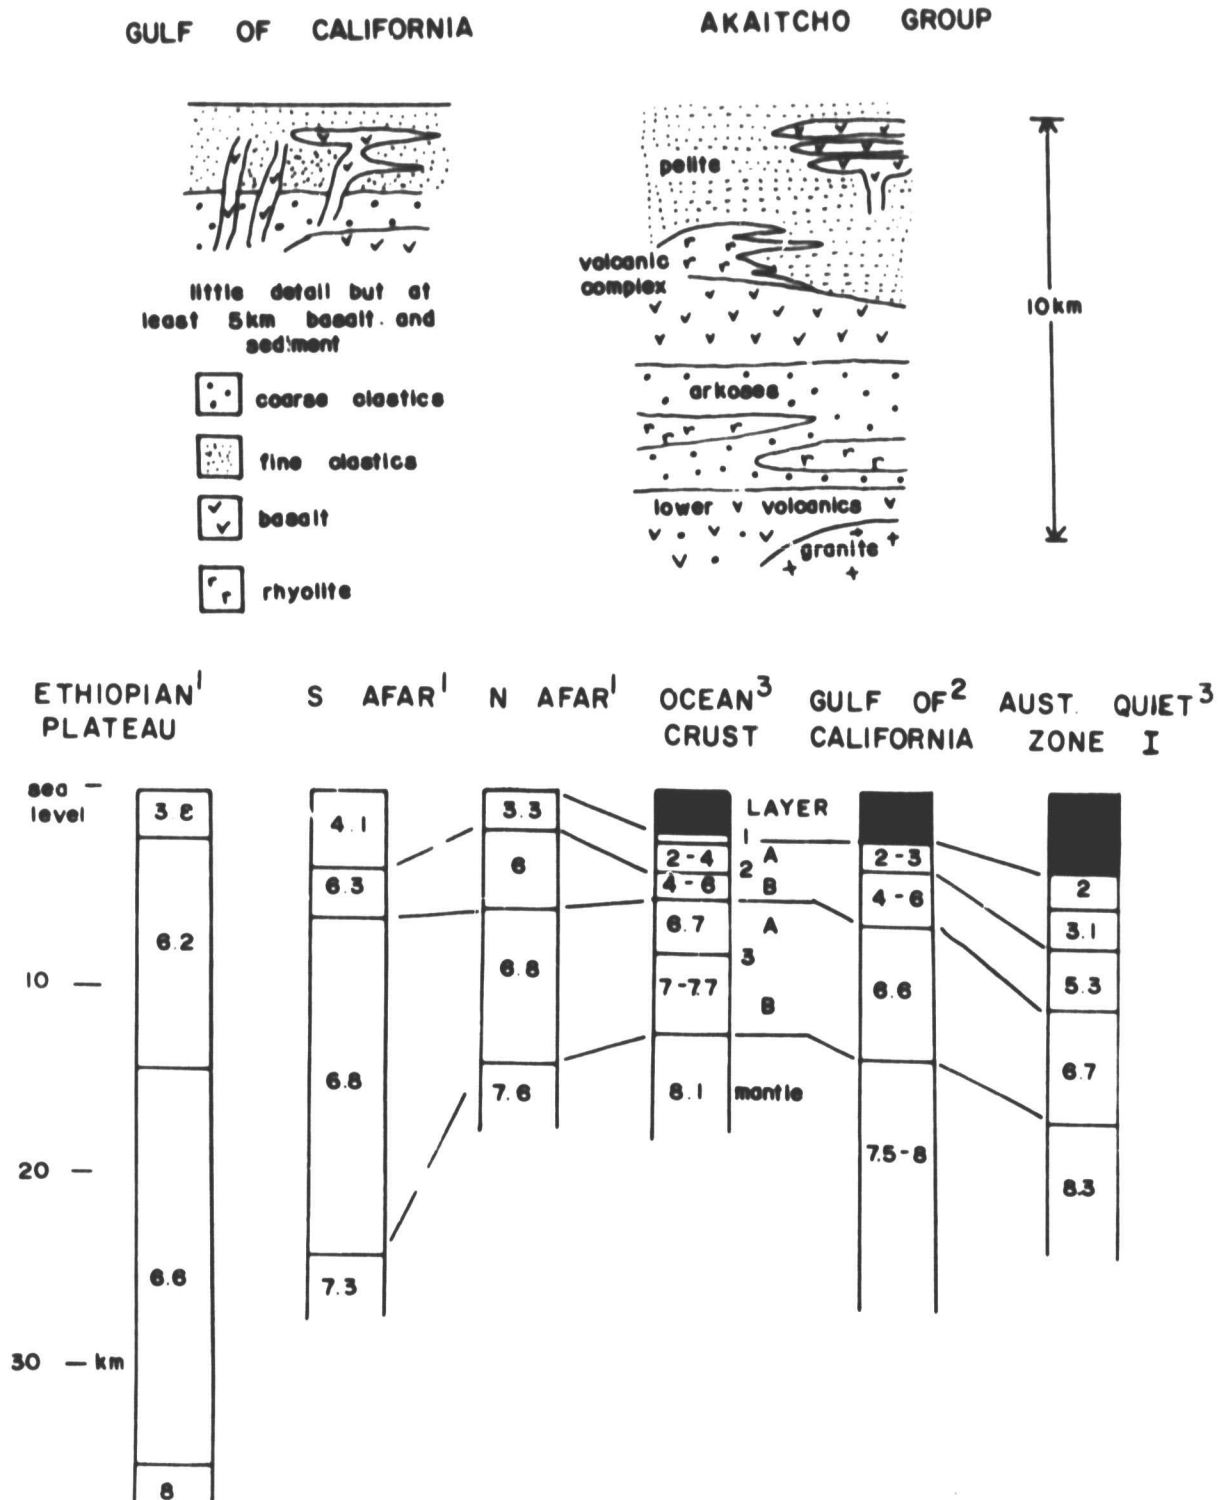 GULF OF CALIFORNIA
AKAITCHO GROUP
pelite
volcanic
complex
10km
little detail but at
least 5km basalt. and
sediment
arkoses
coarse clastics
fine clastics
lower volcanics
basalt
granite
rhyolite
ETHIOPIAN¹
PLATEAU
S AFAR¹
N AFAR¹
OCEAN³
CRUST
GULF OF²
CALIFORNIA
AUST. QUIET³
ZONE I
sea
level
10
20
30 km
3.8
6.2
6.6
8
4.1
6.3
6.8
7.3
3.3
6
6.8
7.6
2-4
4-6
6.7
7-7.7
8.1
LAYER
1
2 A
B
A
3
B
mantle
2-3
4-6
6.6
7.5-8
2
3.1
5.3
6.7
8.3